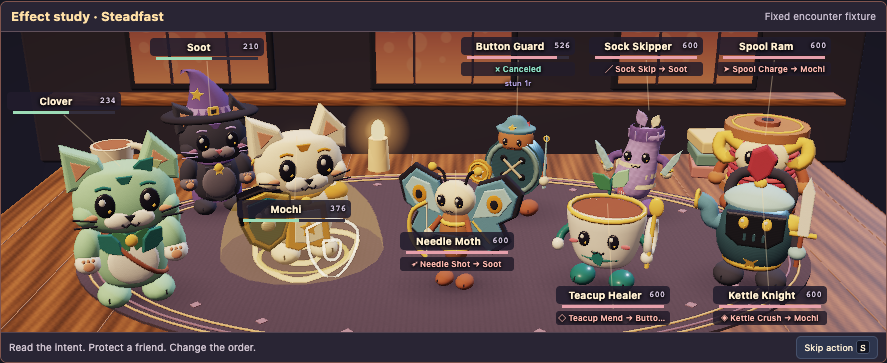 Effect study · Steadfast
Fixed encounter fixture
Soot 210
Button Guard 526
× Canceled
stun 1r
Sock Skipper 600
Sock Skip → Soot
Spool Ram 600
➤ Spool Charge → Mochi
Clover 234
Mochi 376
Needle Moth 600
➶ Needle Shot → Soot
Teacup Healer 600
◇ Teacup Mend → Butto...
Kettle Knight 600
◈ Kettle Crush → Mochi
Read the intent. Protect a friend. Change the order.
Skip action S